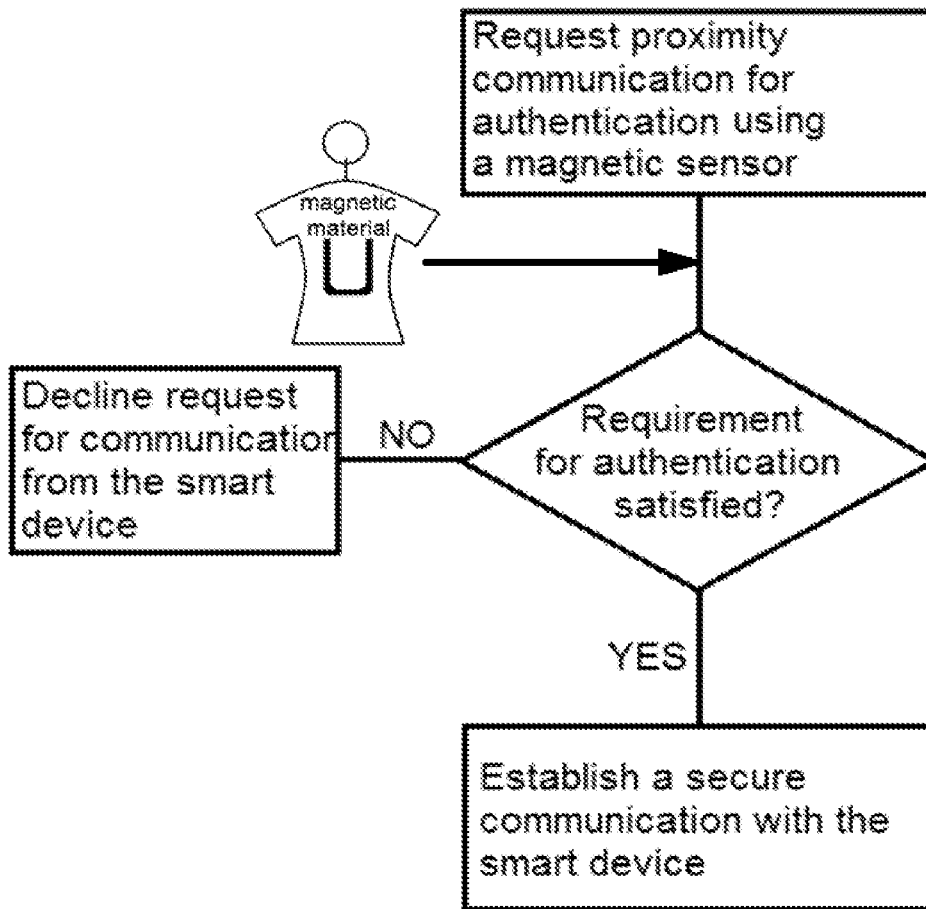 Request proximity
communication for
authentication using
a magnetic sensor
magnetic
material
Decline request
for communication
from the smart
device
NO
Requirement
for authentication
satisfied?
YES
Establish a secure
communication with the
smart device